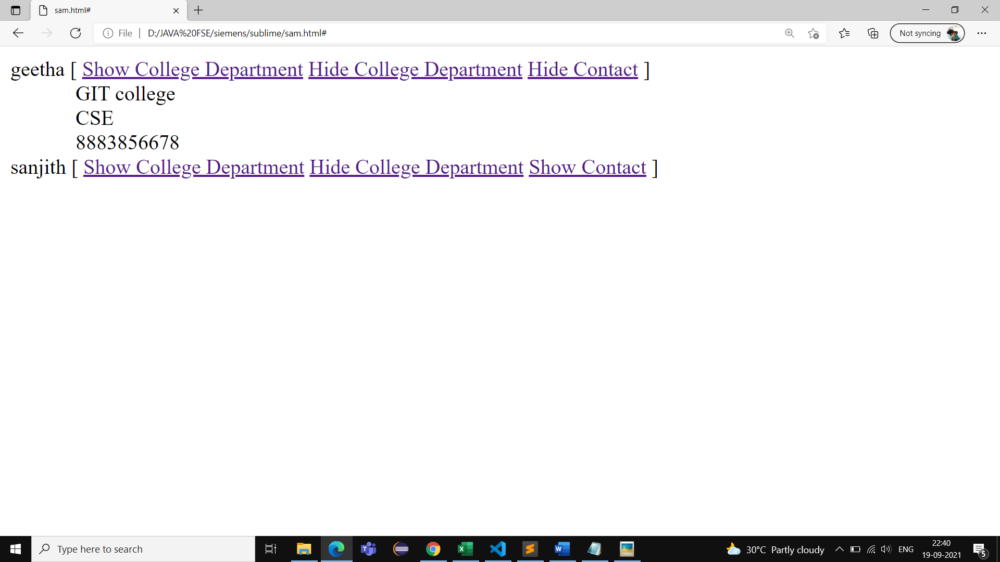 sam.html#
File | D:/JAVA%20FSE/siemens/sublime/sam.html#
Not syncing
geetha [ Show College Department Hide College Department Hide Contact ]
GIT college
CSE
8883856678
sanjith [ Show College Department Hide College Department Show Contact ]
Type here to search
30°C Partly cloudy
ENG
22:40
19-09-2021
5